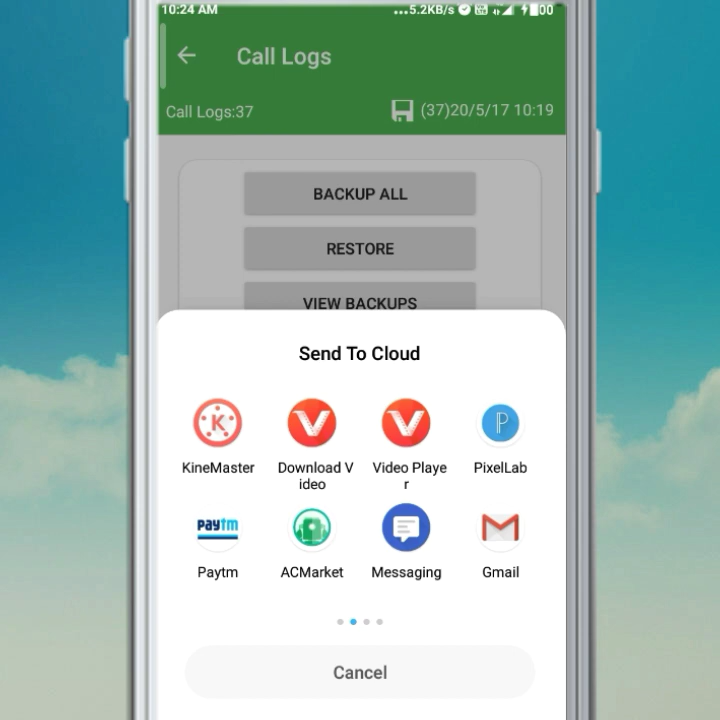 10:24 AM ...5.2KB/s 00
Call Logs
Call Logs:37 (37)20/5/17 10:19
BACKUP ALL
RESTORE
VIEW BACKUPS
Send To Cloud
K V V P
KineMaster Download V Video Playe PixelLab
ideo r
paytm
Paytm ACMarket Messaging Gmail
Cancel